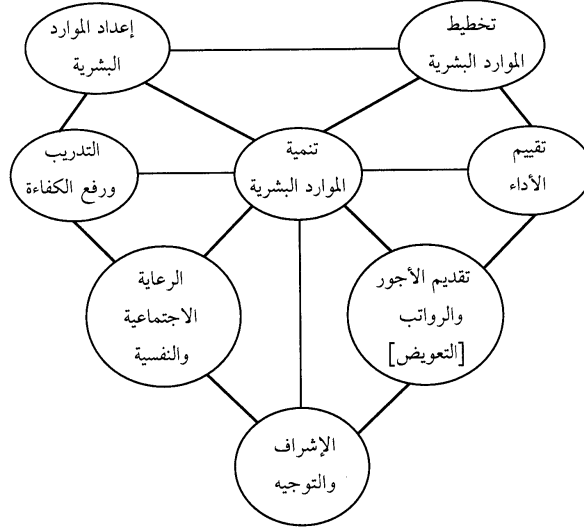 تخطيط
الموارد البشرية
إعداد الموارد
البشرية
تقييم
الأداء
تنمية
الموارد البشرية
التدريب
ورفع الكفاءة
تقديم الأجور
والرواتب
[التعويض]
الرعاية
الاجتماعية
والنفسية
الإشراف
والتوجيه